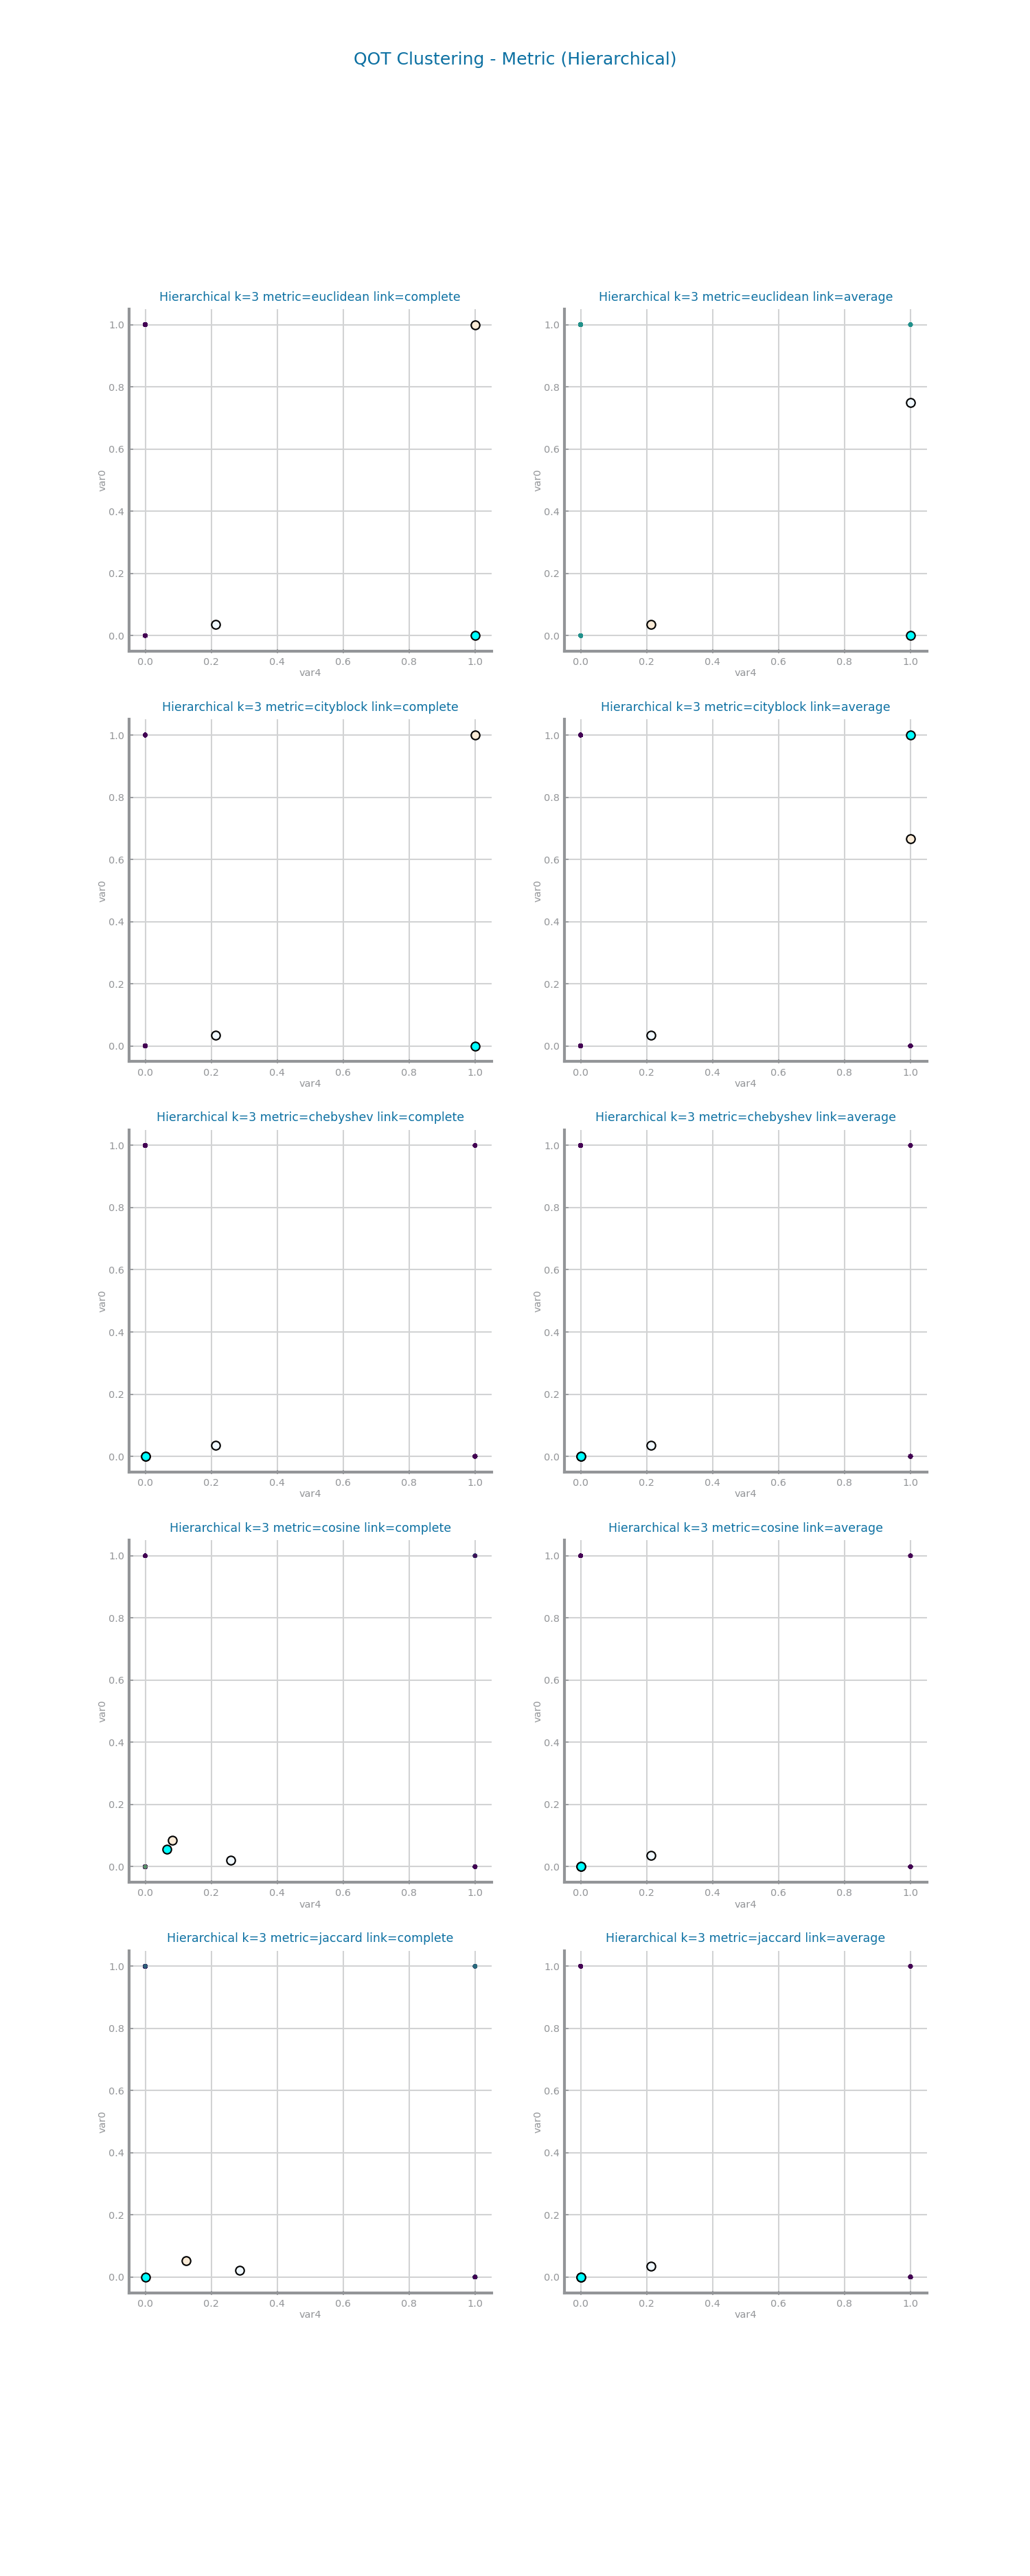 QOT Clustering - Metric (Hierarchical)
Hierarchical k=3 metric=euclidean link=complete
1.0
0.8
0.6
0.4
0.2
0.0
var0
0.0 0.2 0.4 0.6 0.8 1.0
var4
Hierarchical k=3 metric=euclidean link=average
1.0
0.8
0.6
0.4
0.2
0.0
var0
0.0 0.2 0.4 0.6 0.8 1.0
var4
Hierarchical k=3 metric=cityblock link=complete
1.0
0.8
0.6
0.4
0.2
0.0
var0
0.0 0.2 0.4 0.6 0.8 1.0
var4
Hierarchical k=3 metric=cityblock link=average
1.0
0.8
0.6
0.4
0.2
0.0
var0
0.0 0.2 0.4 0.6 0.8 1.0
var4
Hierarchical k=3 metric=chebyshev link=complete
1.0
0.8
0.6
0.4
0.2
0.0
var0
0.0 0.2 0.4 0.6 0.8 1.0
var4
Hierarchical k=3 metric=chebyshev link=average
1.0
0.8
0.6
0.4
0.2
0.0
var0
0.0 0.2 0.4 0.6 0.8 1.0
var4
Hierarchical k=3 metric=cosine link=complete
1.0
0.8
0.6
0.4
0.2
0.0
var0
0.0 0.2 0.4 0.6 0.8 1.0
var4
Hierarchical k=3 metric=cosine link=average
1.0
0.8
0.6
0.4
0.2
0.0
var0
0.0 0.2 0.4 0.6 0.8 1.0
var4
Hierarchical k=3 metric=jaccard link=complete
1.0
0.8
0.6
0.4
0.2
0.0
var0
0.0 0.2 0.4 0.6 0.8 1.0
var4
Hierarchical k=3 metric=jaccard link=average
1.0
0.8
0.6
0.4
0.2
0.0
var0
0.0 0.2 0.4 0.6 0.8 1.0
var4